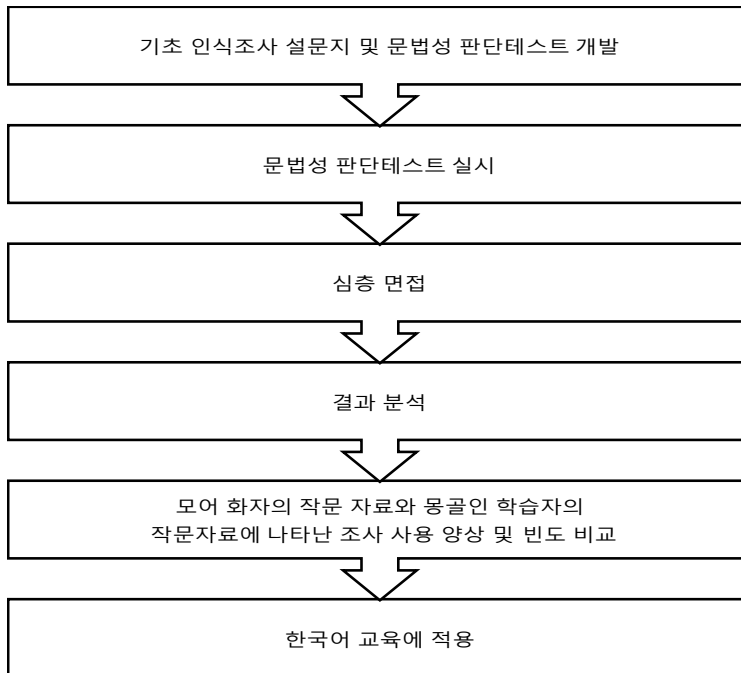 기초 인식조사 설문지 및 문법성 판단테스트 개발
문법성 판단테스트 실시
심층 면접
결과 분석
모어 화자의 작문 자료와 몽골인 학습자의
작문자료에 나타난 조사 사용 양상 및 빈도 비교
한국어 교육에 적용